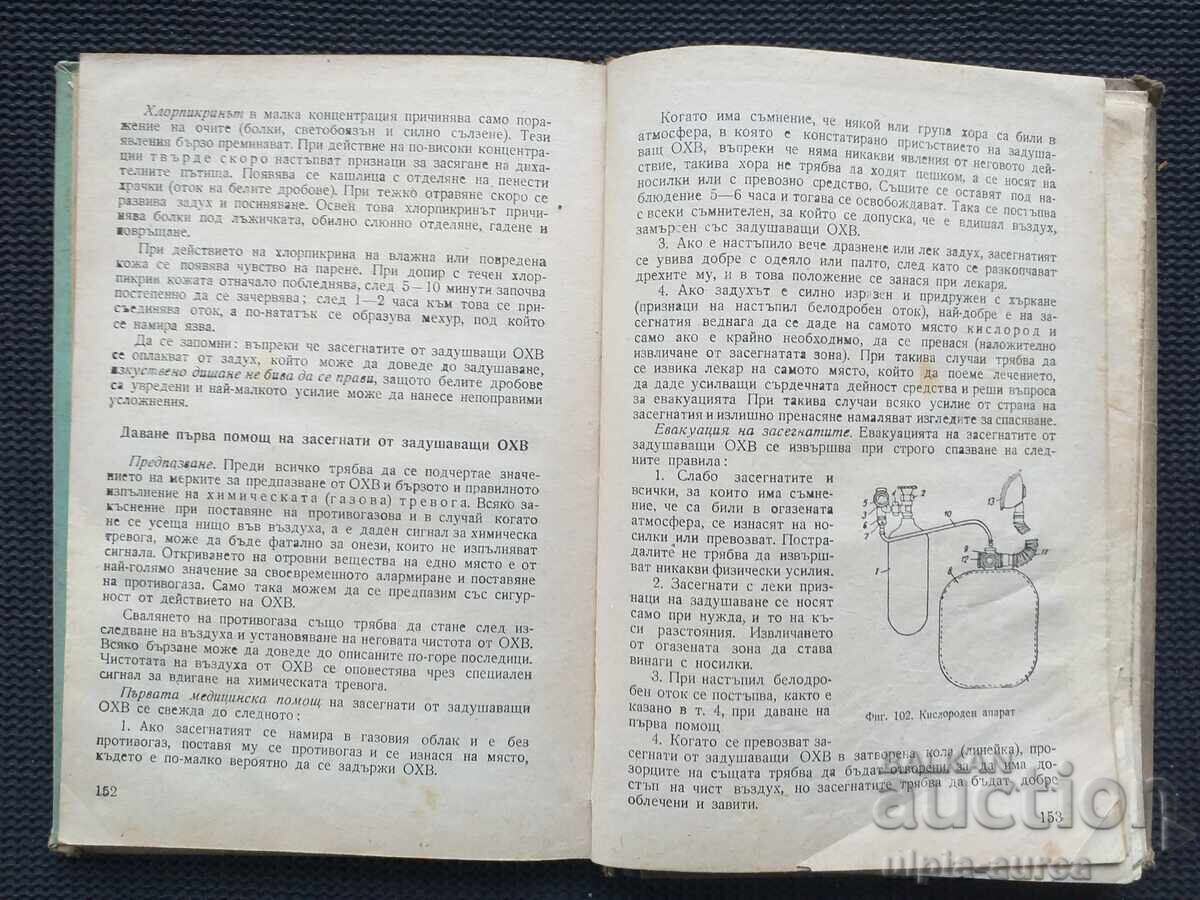 Хлорпикринът в малка концентрация причинява само пора-
жение на очите (болки, светобоязън и силно сълзене). Тези
явления бързо преминават. При действие на по-високи концентра-
ции твърде скоро настъпват признаци за засягане на диха-
телните пътища. Появява се кашлица с отделяне на пенести
храчки (оток на белите дробове). При тежко отравяне скоро се
развива задух и посиняване. Освен това хлорпикринът причи-
нява болки под лъжичката, обилно слюнно отделяне, гадене и
повръщане.
При действието на хлорпикрина на влажна или повредена
кожа се появява чувство на парене. При допир с течен хлор-
пикрин кожата отначало побледнява, след 5—10 минути започва
постепенно да се зачервява; след 1—2 часа към това се при-
съединява оток, а по-нататък се образува мехур, под който
се намира язва.
Да се запомни: въпреки че засегнатите от задушаващи ОХВ
се оплакват от задух, който може да доведе до задушаване,
изкуствено дишане не бива да се прави, защото белите дробове
са увредени и най-малкото усилие може да нанесе непоправими
усложнения.
Даване първа помощ на засегнати от задушаващи ОХВ
Предпазване. Преди всичко трябва да се подчертае значе-
нието на мерките за предпазване от ОХВ и бързото и правилното
изпълнение на химическата (газова) тревога. Всяко за-
къснение при поставяне на противогазова и в случай когато
не се усеща нищо във въздуха, а е даден сигнал за химическа
тревога, може да бъде фатално за онези, които не изпълняват
сигнала. Откриването на отровни вещества на едно място е от
най-голямо значение за своевременното алармиране и поставяне
на противогаза. Само така можем да се предпазим със сигур-
ност от действието на ОХВ.
Свалянето на противогаза също трябва да стане след из-
следване на въздуха и установяване на неговата чистота от ОХВ.
Всяко бързане може да доведе до описаните по-горе последици.
Чистотата на въздуха от ОХВ се оповестява чрез специален
сигнал за вдигане на химическата тревога.
Първата медицинска помощ на засегнати от задушаващи
ОХВ се свежда до следното:
1. Ако засегнатият се намира в газовия облак и е без
противогаз, поставя му се противогаз и се изнася на място,
където е по-малко вероятно да се задържи ОХВ.
152
Когато има съмнение, че някой или група хора са били в
атмосфера, в която е констатирано присъствието на задуша-
ващ ОХВ, въпреки че няма никакви явления от неговото дей-
ствие, такива хора не трябва да ходят пешком, а се носят на
носилки или с превозно средство. Същите се оставят под на-
блюдение 5—6 часа и тогава се освобождават. Така се постъпва
с всеки съмнителен, за който се допуска, че е вдишал въздух,
замърсен със задушаващи ОХВ.
3. Ако е настъпило вече дразнене или лек задух, засегнатият
се увива добре с одеяло или палто, след като се разкопчават
дрехите му, и в това положение се занася при лекаря.
4. Ако задухът е силно изразен и придружен с хъркане
(признаци на настъпил белодробен оток), най-добре е на за-
сегнатия веднага да се даде на самото място кислород и
само ако е крайно необходимо, да се пренася (наложително
извличане от засегнатата зона). При такива случаи трябва да
се извика лекар на самото място, който да поеме лечението,
да даде усилващи сърдечната дейност средства и реши въпроса
за евакуацията При такива случаи всяко усилие от страна на
засегнатия и излишно пренасяне намаляват изгледите за спасяване.
Евакуация на засегнатите. Евакуацията на засегнатите от
задушаващи ОХВ се извършва при строго спазване на след-
ните правила:
1. Слабо засегнатите и
всички, за които има съмне-
ние, че са били в огазената
атмосфера, се изнасят на но-
силки или превозват. Постра-
далите не трябва да извърш-
ват никакви физически усилия.
2. Засегнати с леки приз-
наци на задушаване се носят
само при нужда, и то на къ-
си разстояния. Извличането
от огазената зона да става
винаги с носилки.
3. При настъпил белодро-
бен оток се постъпва, както е
казано в т. 4, при даване на
първа помощ
5 4 2
3
6
7
1
10
13
9
12
11
8
Фиг. 102. Кислороден апарат
4. Когато се превозват за-
сегнати от задушаващи ОХВ в затворена кола (линейка), про-
зорците на същата трябва да бъдат отворени, за да има до-
стъп на чист въздух, но засегнатите трябва да бъдат добре
облечени и завити.
153
BALKAN
auction
ulpia-aurea